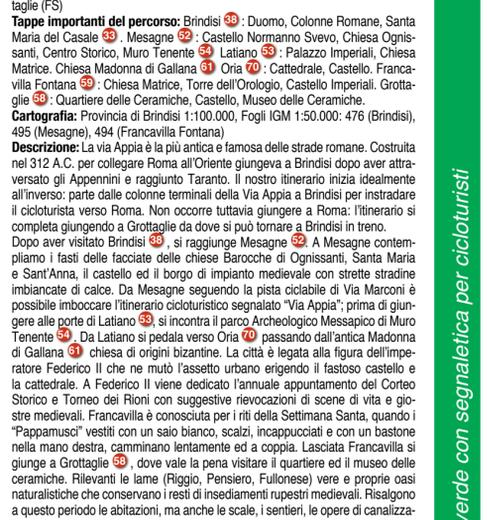 taglie (FS)
Tappe importanti del percorso: Brindisi 38 : Duomo, Colonne Romane, Santa
Maria del Casale 33 . Mesagne 52 : Castello Normanno Svevo, Chiesa Ognis-
santi, Centro Storico, Muro Tenente 54 Latiano 53 : Palazzo Imperiali, Chiesa
Matrice. Chiesa Madonna di Gallana 61 Oria 70 : Cattedrale, Castello. Franca-
villa Fontana 59 : Chiesa Matrice, Torre dell'Orologio, Castello Imperiali. Grotta-
glie 58 : Quartiere delle Ceramiche, Castello, Museo delle Ceramiche.
Cartografia: Provincia di Brindisi 1:100.000, Fogli IGM 1:50.000: 476 (Brindisi),
495 (Mesagne), 494 (Francavilla Fontana)
Descrizione: La via Appia è la più antica e famosa delle strade romane. Costruita
nel 312 A.C. per collegare Roma all'Oriente giungeva a Brindisi dopo aver attra-
versato gli Appennini e raggiunto Taranto. Il nostro itinerario inizia idealmente
all'inverso: parte dalle colonne terminali della Via Appia a Brindisi per instradare
il cicloturista verso Roma. Non occorre tuttavia giungere a Roma: l'itinerario si
completa giungendo a Grottaglie da dove si può tornare a Brindisi in treno.
Dopo aver visitato Brindisi 38 , si raggiunge Mesagne 52. A Mesagne contem-
pliamo i fasti delle facciate delle chiese Barocche di Ognissanti, Santa Maria
e Sant'Anna, il castello ed il borgo di impianto medievale con strette stradine
imbiancate di calce. Da Mesagne seguendo la pista ciclabile di Via Marconi è
possibile imboccare l'itinerario cicloturistico segnalato "Via Appia"; prima di giun-
gere alle porte di Latiano 53, si incontra il parco Archeologico Messapico di Muro
Tenente 54 . Da Latiano si pedala verso Oria 70 passando dall'antica Madonna
di Gallana 61 chiesa di origini bizantine. La città è legata alla figura dell'impe-
ratore Federico II che ne mutò l'assetto urbano erigendo il fastoso castello e
la cattedrale. A Federico II viene dedicato l'annuale appuntamento del Corteo
Storico e Torneo dei Rioni con suggestive rievocazioni di scene di vita e gio-
stre medievali. Francavilla è conosciuta per i riti della Settimana Santa, quando i
"Pappamusci" vestiti con un saio bianco, scalzi, incappucciati e con un bastone
nella mano destra, camminano lentamente ed a coppia. Lasciata Francavilla si
giunge a Grottaglie 58 , dove vale la pena visitare il quartiere ed il museo delle
ceramiche. Rilevanti le lame (Riggio, Pensiero, Fullonese) vere e proprie oasi
naturalistiche che conservano i resti di insediamenti rupestri medievali. Risalgono
a questo periodo le abitazioni, ma anche le scale, i sentieri, le opere di canalizza-
verde con segnaletica per cicloturisti